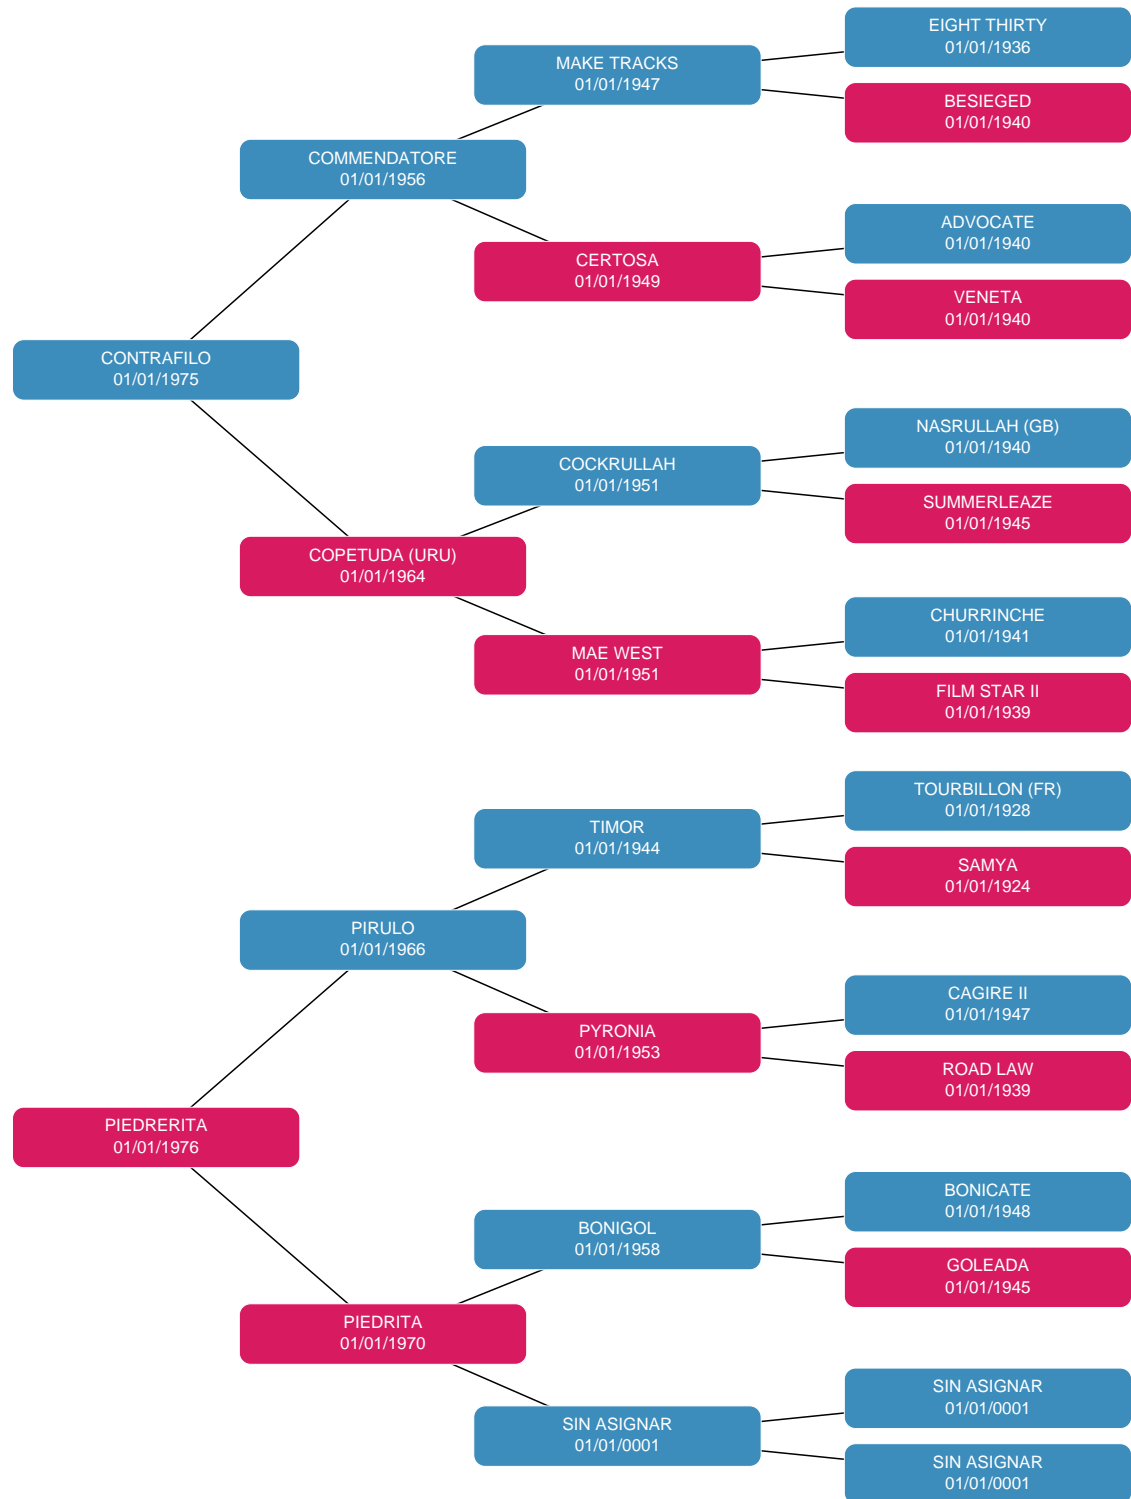 EIGHT THIRTY
01/01/1936
MAKE TRACKS
01/01/1947
BESIEGED
01/01/1940
COMMENDATORE
01/01/1956
ADVOCATE
01/01/1940
CERTOSA
01/01/1949
VENETA
01/01/1940
CONTRAFILO
01/01/1975
NASRULLAH (GB)
01/01/1940
COCKRULLAH
01/01/1951
SUMMERLEAZE
01/01/1945
COPETUDA (URU)
01/01/1964
CHURRINCHE
01/01/1941
MAE WEST
01/01/1951
FILM STAR II
01/01/1939
TOURBILLON (FR)
01/01/1928
TIMOR
01/01/1944
SAMYA
01/01/1924
PIRULO
01/01/1966
CAGIRE II
01/01/1947
PYRONIA
01/01/1953
ROAD LAW
01/01/1939
PIEDRERITA
01/01/1976
BONICATE
01/01/1948
BONIGOL
01/01/1958
GOLEADA
01/01/1945
PIEDRITA
01/01/1970
SIN ASIGNAR
01/01/0001
SIN ASIGNAR
01/01/0001
SIN ASIGNAR
01/01/0001